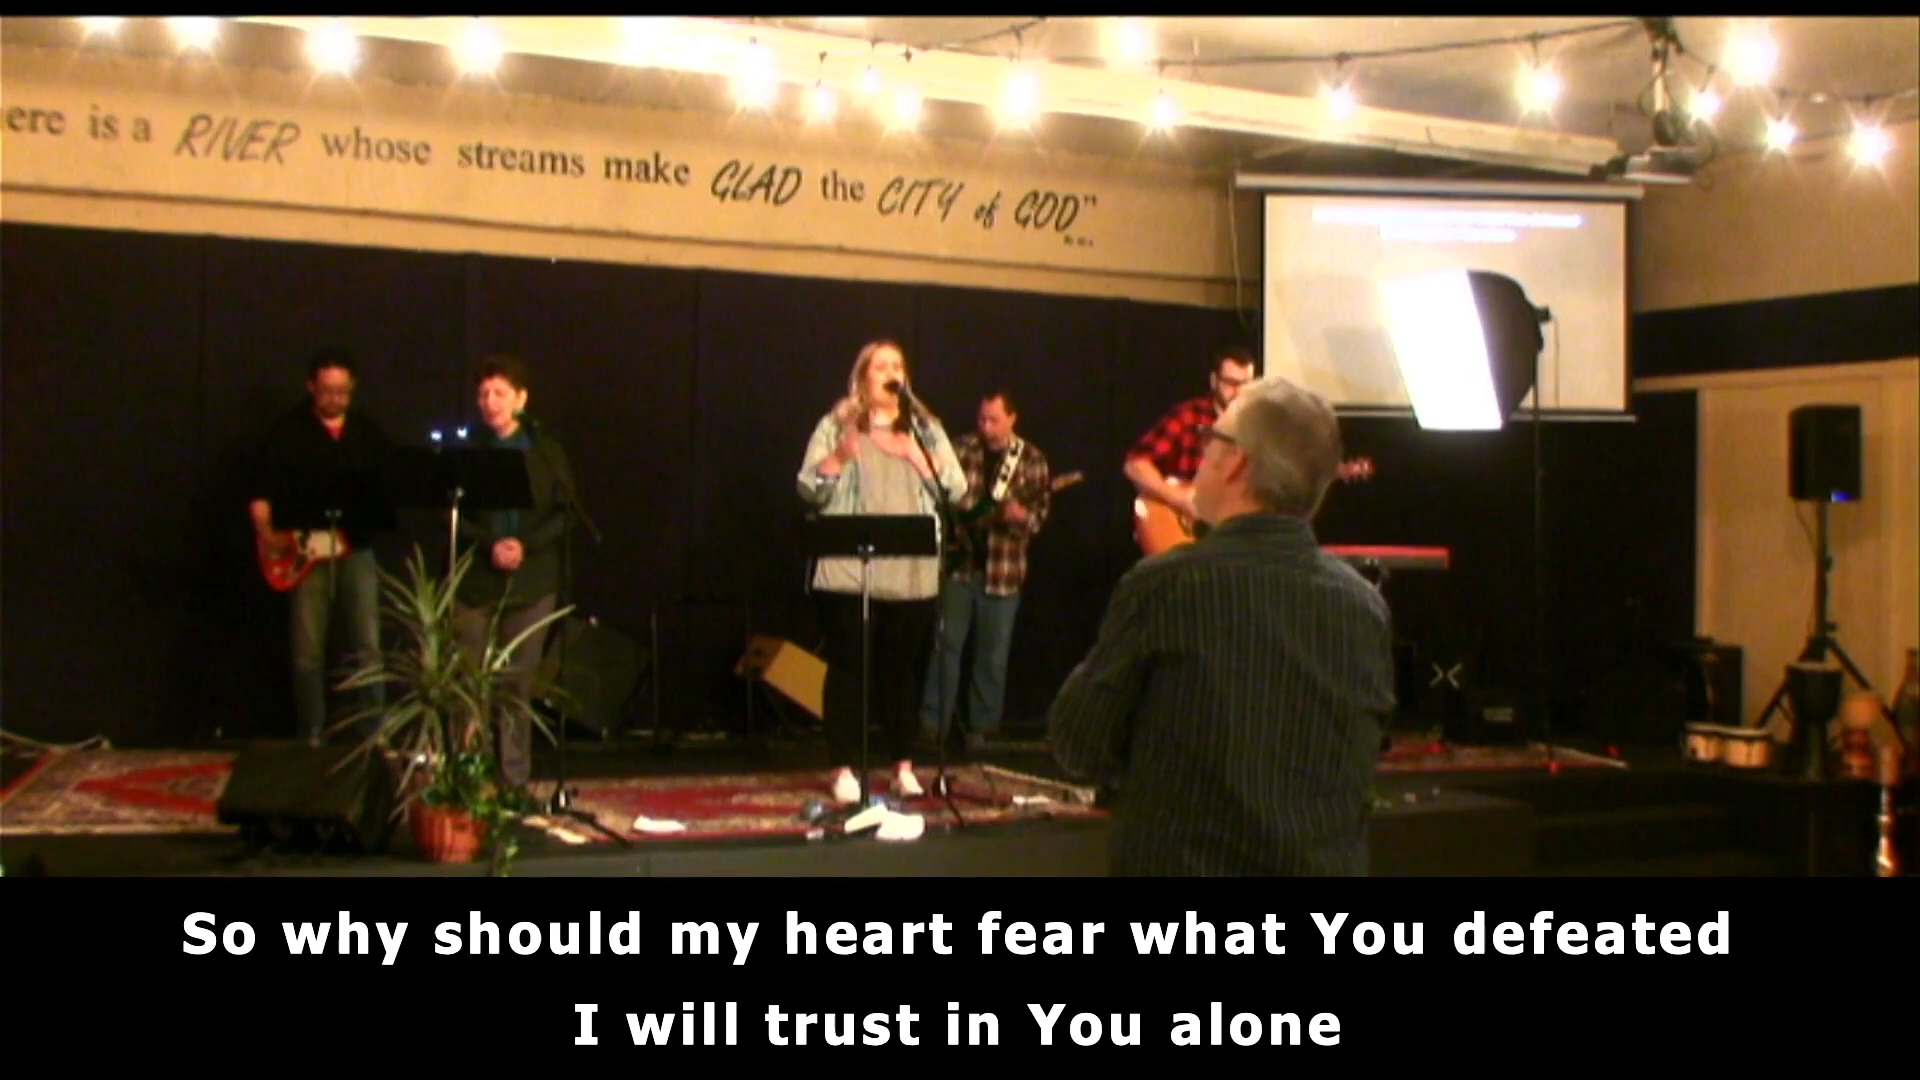 ere is a RIVER whose streams make GLAD the CITY of GOD"
So why should my heart fear what You defeated
I will trust in You alone